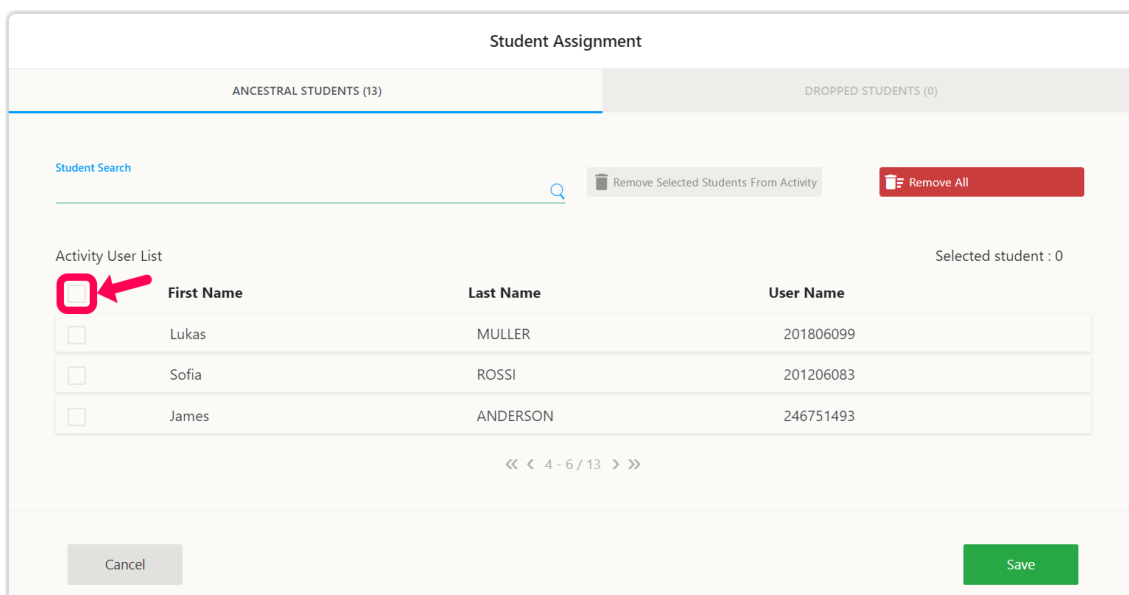 Student Assignment
ANCESTRAL STUDENTS (13) DROPPED STUDENTS (0)
Student Search
Remove Selected Students From Activity Remove All
Activity User List Selected student : 0
First Name Last Name User Name
Lukas MULLER 201806099
Sofia ROSSI 201206083
James ANDERSON 246751493
« ‹ 4 - 6 / 13 › »
Cancel Save